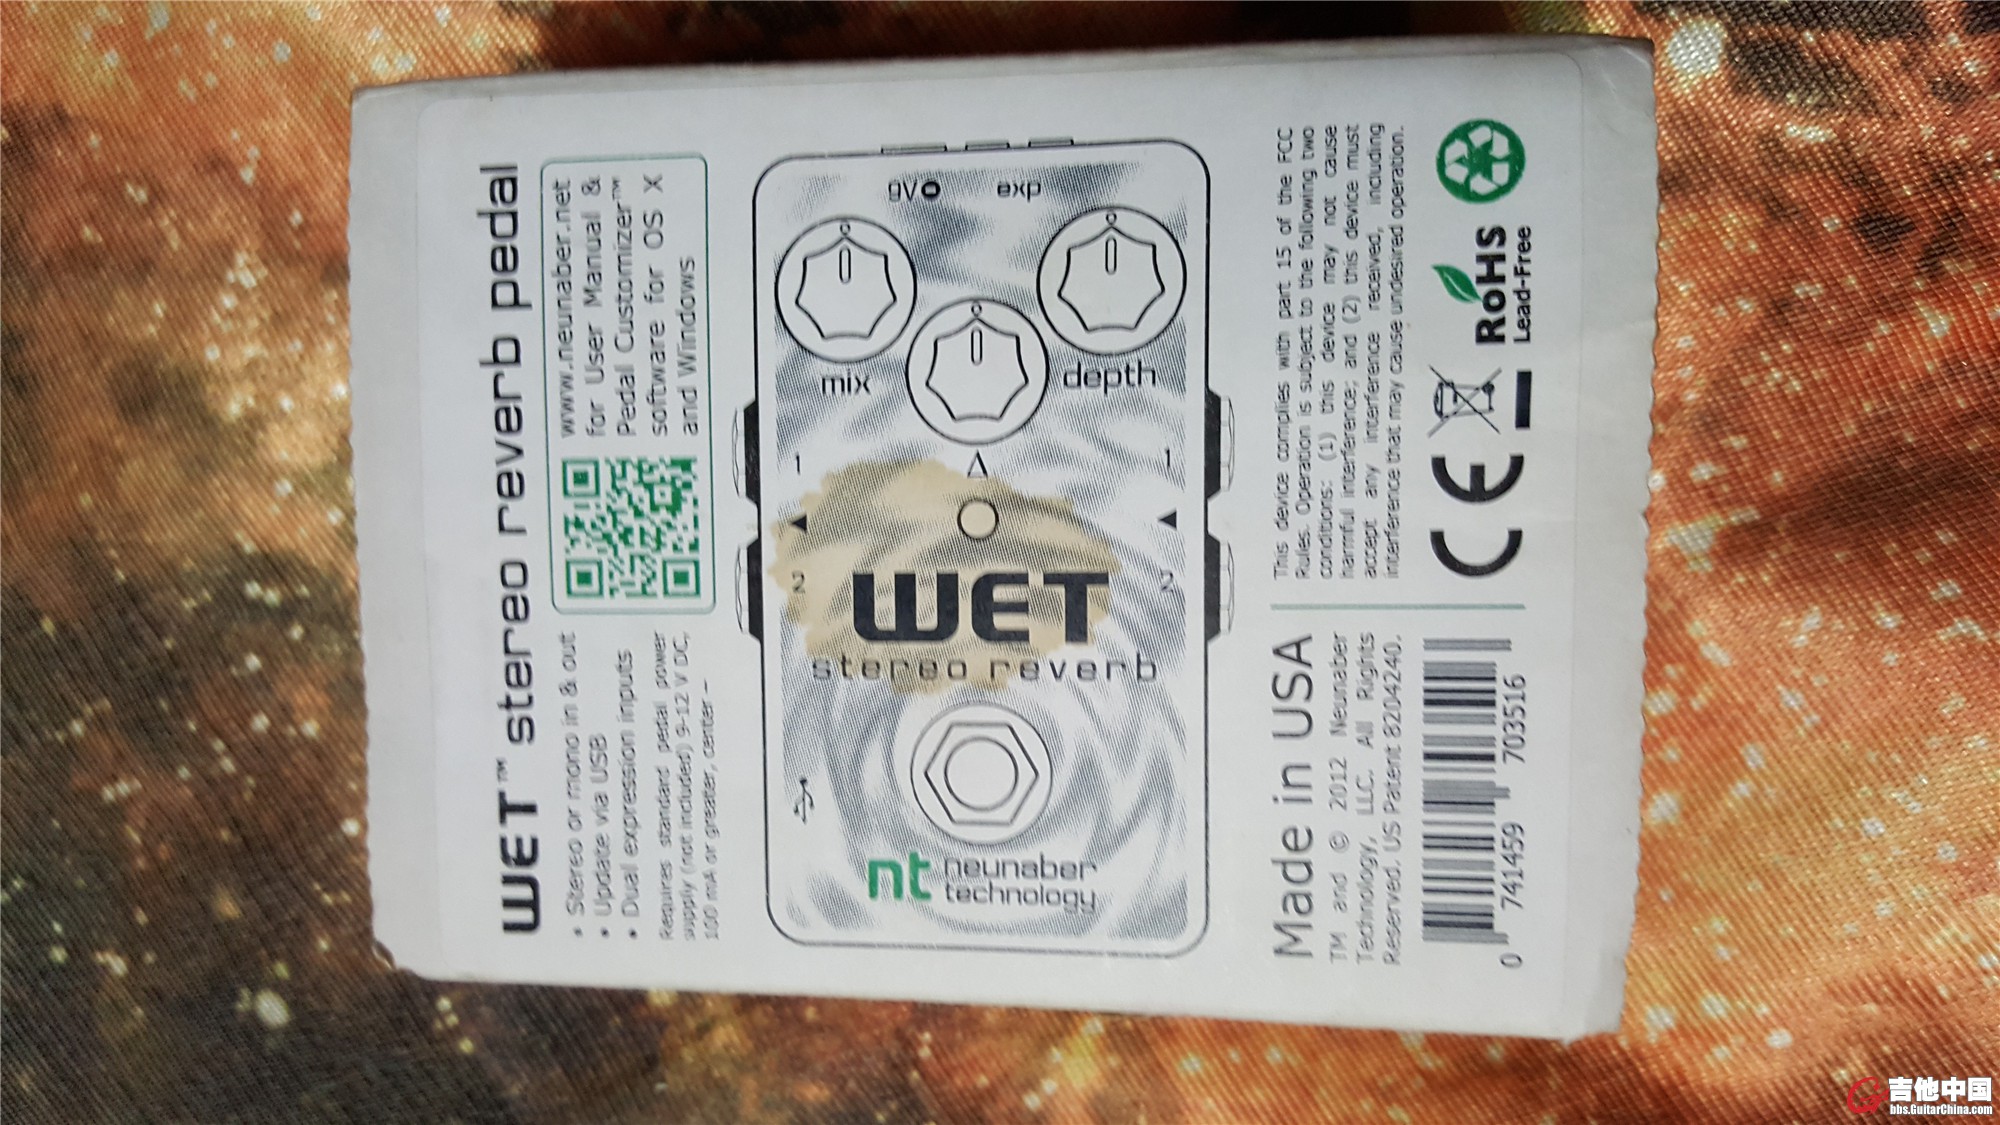 WET™ stereo reverb pedal
• Stereo or mono in & out
• Update via USB
• Dual expression inputs
Requires standard pedal power
supply (not included) 9-12 V DC,
100 mA or greater, center –
www.neunaber.net
for User Manual &
Pedal Customizer™
software for OS X
and Windows
9V
exp
mix
depth
1
2
Δ
1
2
WET
stereo reverb
nt neunaber
technology
Made in USA
TM and © 2012 Neunaber
Technology, LLC. All Rights
Reserved. US Patent 8204240.
0 741459 703516
This device complies with part 15 of the FCC
Rules. Operation is subject to the following two
conditions: (1) this device may not cause
harmful interference; and (2) this device must
accept any interference received, including
interference that may cause undesired operation.
CE
RoHS
Lead-Free
吉他中国
bbs.GuitarChina.com